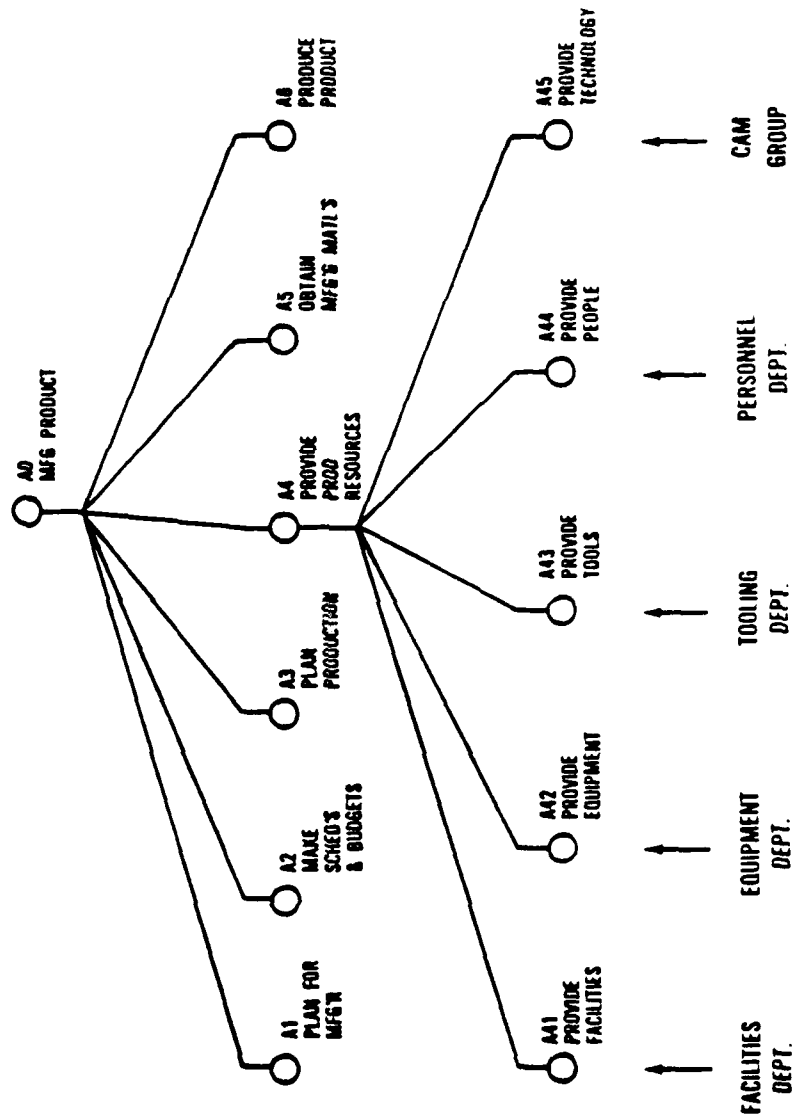 A0
MFG PRODUCT
A1
PLAN FOR
MFG'R
A2
MAKE
SCHED'S
& BUDGETS
A3
PLAN
PRODUCTION
A4
PROVIDE
PROD
RESOURCES
A5
OBTAIN
MFG'G MATL'S
A6
PRODUCE
PRODUCT
A41
PROVIDE
FACILITIES
A42
PROVIDE
EQUIPMENT
A43
PROVIDE
TOOLS
A44
PROVIDE
PEOPLE
A45
PROVIDE
TECHNOLOGY
FACILITIES
DEPT.
EQUIPMENT
DEPT.
TOOLING
DEPT.
PERSONNEL
DEPT.
CAM
GROUP